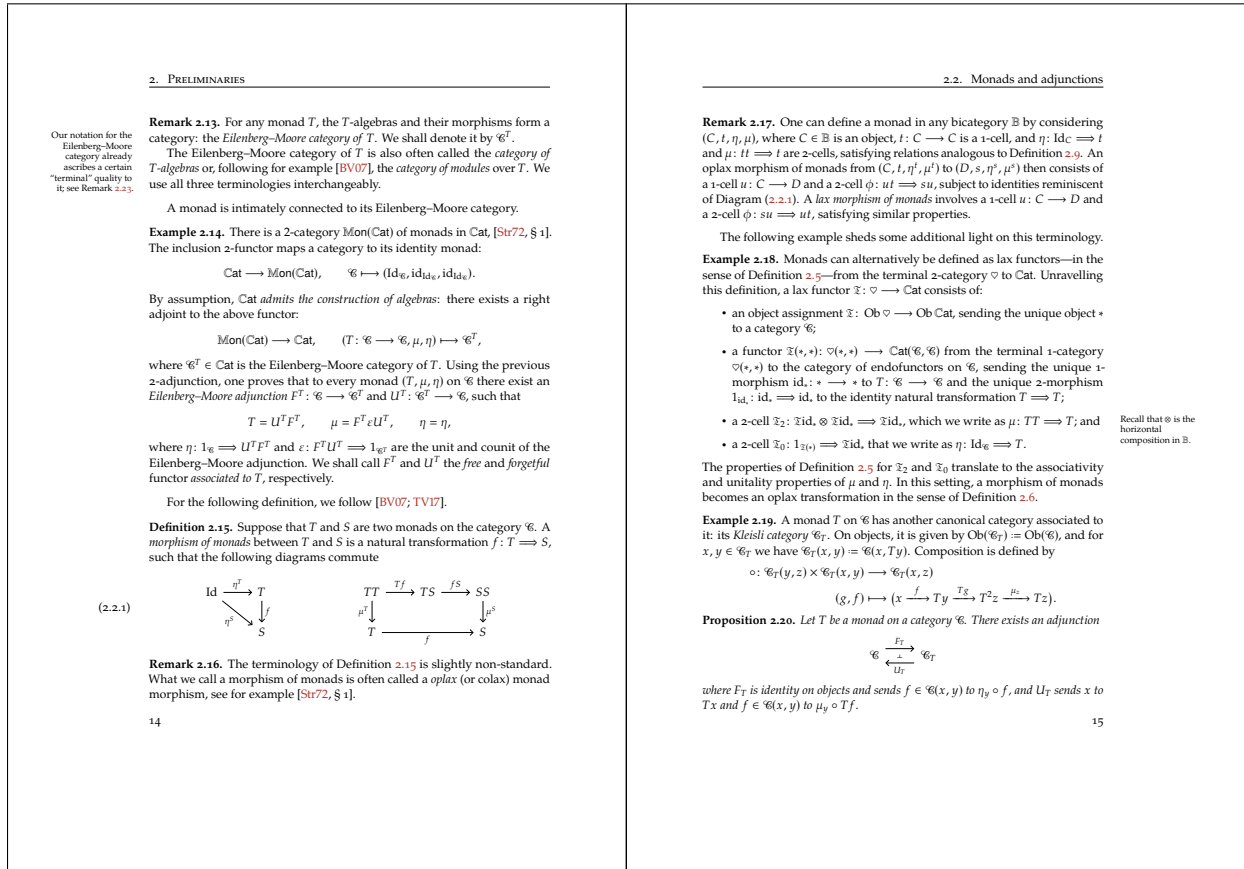 2. Preliminaries
Our notation for the
Eilenberg–Moore
category already
ascribes a certain
“terminal” quality to
it; see Remark 2.23.
Remark 2.13. For any monad T, the T-algebras and their morphisms form a
category: the Eilenberg–Moore category of T. We shall denote it by 𝒞ᵀ.
The Eilenberg–Moore category of T is also often called the category of
T-algebras or, following for example [BV07], the category of modules over T. We
use all three terminologies interchangeably.
A monad is intimately connected to its Eilenberg–Moore category.
Example 2.14. There is a 2-category 𝕄on(ℂat) of monads in ℂat, [Str72, § 1].
The inclusion 2-functor maps a category to its identity monad:
ℂat ⟶ 𝕄on(ℂat), 𝒞 ⟼ (Id_𝒞, id_{Id_𝒞}, id_{Id_𝒞}).
By assumption, ℂat admits the construction of algebras: there exists a right
adjoint to the above functor:
𝕄on(ℂat) ⟶ ℂat, (T: 𝒞 ⟶ 𝒞, μ, η) ⟼ 𝒞ᵀ,
where 𝒞ᵀ ∈ ℂat is the Eilenberg–Moore category of T. Using the previous
2-adjunction, one proves that to every monad (T, μ, η) on 𝒞 there exist an
Eilenberg–Moore adjunction Fᵀ: 𝒞 ⟶ 𝒞ᵀ and Uᵀ: 𝒞ᵀ ⟶ 𝒞, such that
T = UᵀFᵀ, μ = FᵀεUᵀ, η = η,
where η: 1_𝒞 ⟹ UᵀFᵀ and ε: FᵀUᵀ ⟹ 1_{𝒞ᵀ} are the unit and counit of the
Eilenberg–Moore adjunction. We shall call Fᵀ and Uᵀ the free and forgetful
functor associated to T, respectively.
For the following definition, we follow [BV07; TV17].
Definition 2.15. Suppose that T and S are two monads on the category 𝒞. A
morphism of monads between T and S is a natural transformation f: T ⟹ S,
such that the following diagrams commute
Id ηᵀ T TT Tf TS fS SS
(2.2.1) ηˢ f μᵀ μˢ
S T f S
Remark 2.16. The terminology of Definition 2.15 is slightly non-standard.
What we call a morphism of monads is often called a oplax (or colax) monad
morphism, see for example [Str72, § 1].
14
2.2. Monads and adjunctions
Remark 2.17. One can define a monad in any bicategory 𝔹 by considering
(C, t, η, μ), where C ∈ 𝔹 is an object, t: C ⟶ C is a 1-cell, and η: Id_C ⟹ t
and μ: tt ⟹ t are 2-cells, satisfying relations analogous to Definition 2.9. An
oplax morphism of monads from (C, t, ηᵗ, μᵗ) to (D, s, ηˢ, μˢ) then consists of
a 1-cell u: C ⟶ D and a 2-cell ϕ: ut ⟹ su, subject to identities reminiscent
of Diagram (2.2.1). A lax morphism of monads involves a 1-cell u: C ⟶ D and
a 2-cell ϕ: su ⟹ ut, satisfying similar properties.
The following example sheds some additional light on this terminology.
Example 2.18. Monads can alternatively be defined as lax functors—in the
sense of Definition 2.5—from the terminal 2-category ♡ to ℂat. Unravelling
this definition, a lax functor 𝔗: ♡ ⟶ ℂat consists of:
• an object assignment 𝔗: Ob ♡ ⟶ Ob ℂat, sending the unique object *
to a category 𝒞;
• a functor 𝔗(*, *): ♡(*, *) ⟶ ℂat(𝒞, 𝒞) from the terminal 1-category
♡(*, *) to the category of endofunctors on 𝒞, sending the unique 1-
morphism id_*: * ⟶ * to T: 𝒞 ⟶ 𝒞 and the unique 2-morphism
1_{id_*}: id_* ⟹ id_* to the identity natural transformation T ⟹ T;
• a 2-cell 𝔗₂: 𝔗id_* ⊗ 𝔗id_* ⟹ 𝔗id_*, which we write as μ: TT ⟹ T; and
• a 2-cell 𝔗₀: 1_{𝔗(*)} ⟹ 𝔗id_* that we write as η: Id_𝒞 ⟹ T.
Recall that ⊗ is the
horizontal
composition in 𝔹.
The properties of Definition 2.5 for 𝔗₂ and 𝔗₀ translate to the associativity
and unitality properties of μ and η. In this setting, a morphism of monads
becomes an oplax transformation in the sense of Definition 2.6.
Example 2.19. A monad T on 𝒞 has another canonical category associated to
it: its Kleisli category 𝒞_T. On objects, it is given by Ob(𝒞_T) := Ob(𝒞), and for
x, y ∈ 𝒞_T we have 𝒞_T(x, y) := 𝒞(x, Ty). Composition is defined by
∘: 𝒞_T(y, z) × 𝒞_T(x, y) ⟶ 𝒞_T(x, z)
(g, f) ⟼ (x —f→ Ty —Tg→ T²z —μ_z→ Tz).
Proposition 2.20. Let T be a monad on a category 𝒞. There exists an adjunction
F_T
𝒞 ⊥ 𝒞_T
U_T
where F_T is identity on objects and sends f ∈ 𝒞(x, y) to η_y ∘ f, and U_T sends x to
Tx and f ∈ 𝒞(x, y) to μ_y ∘ Tf.
15